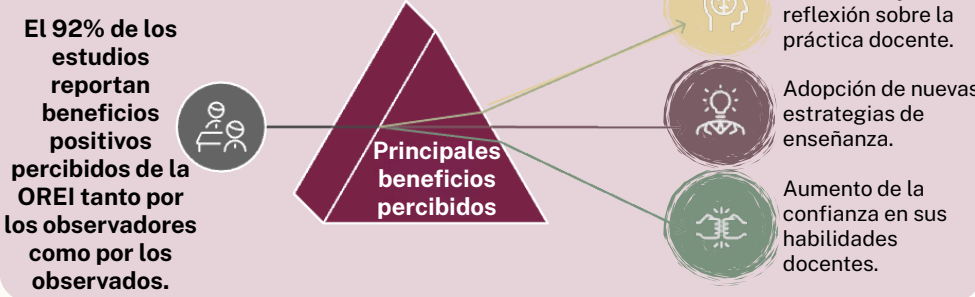 El 92% de los
estudios
reportan
beneficios
positivos
percibidos de la
OREI tanto por
los observadores
como por los
observados.
Principales
beneficios
percibidos
reflexión sobre la
práctica docente.
Adopción de nuevas
estrategias de
enseñanza.
Aumento de la
confianza en sus
habilidades
docentes.